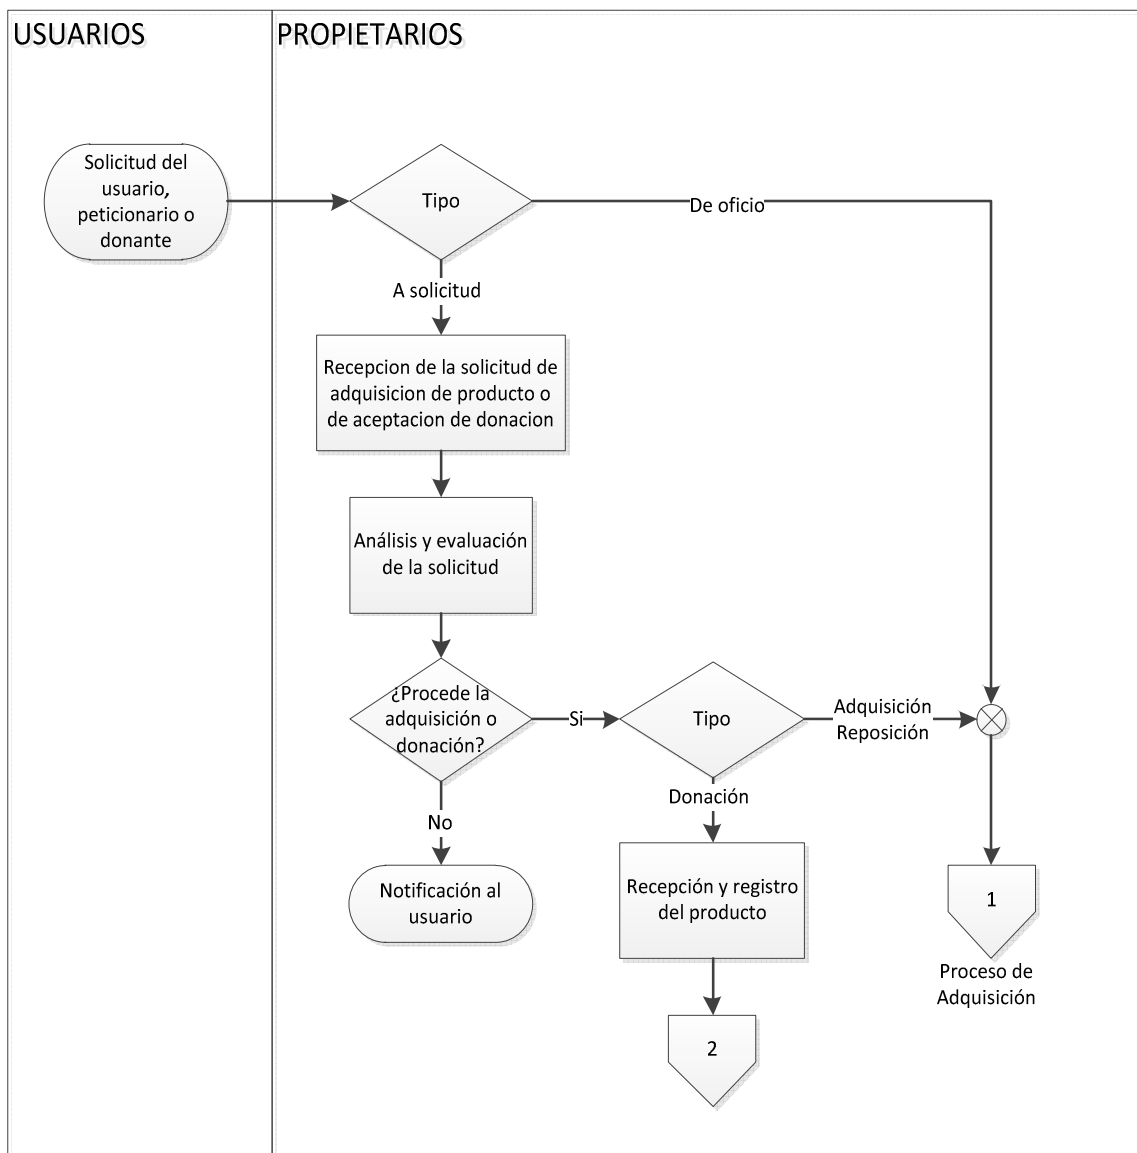 USUARIOS
PROPIETARIOS
Solicitud del
usuario,
peticionario o
donante
Tipo
De oficio
A solicitud
Recepcion de la solicitud de
adquisicion de producto o
de aceptacion de donacion
Análisis y evaluación
de la solicitud
¿Procede la
adquisición o
donación?
Si
Tipo
Adquisición
Reposición
Donación
No
Notificación al
usuario
Recepción y registro
del producto
1
Proceso de
Adquisición
2